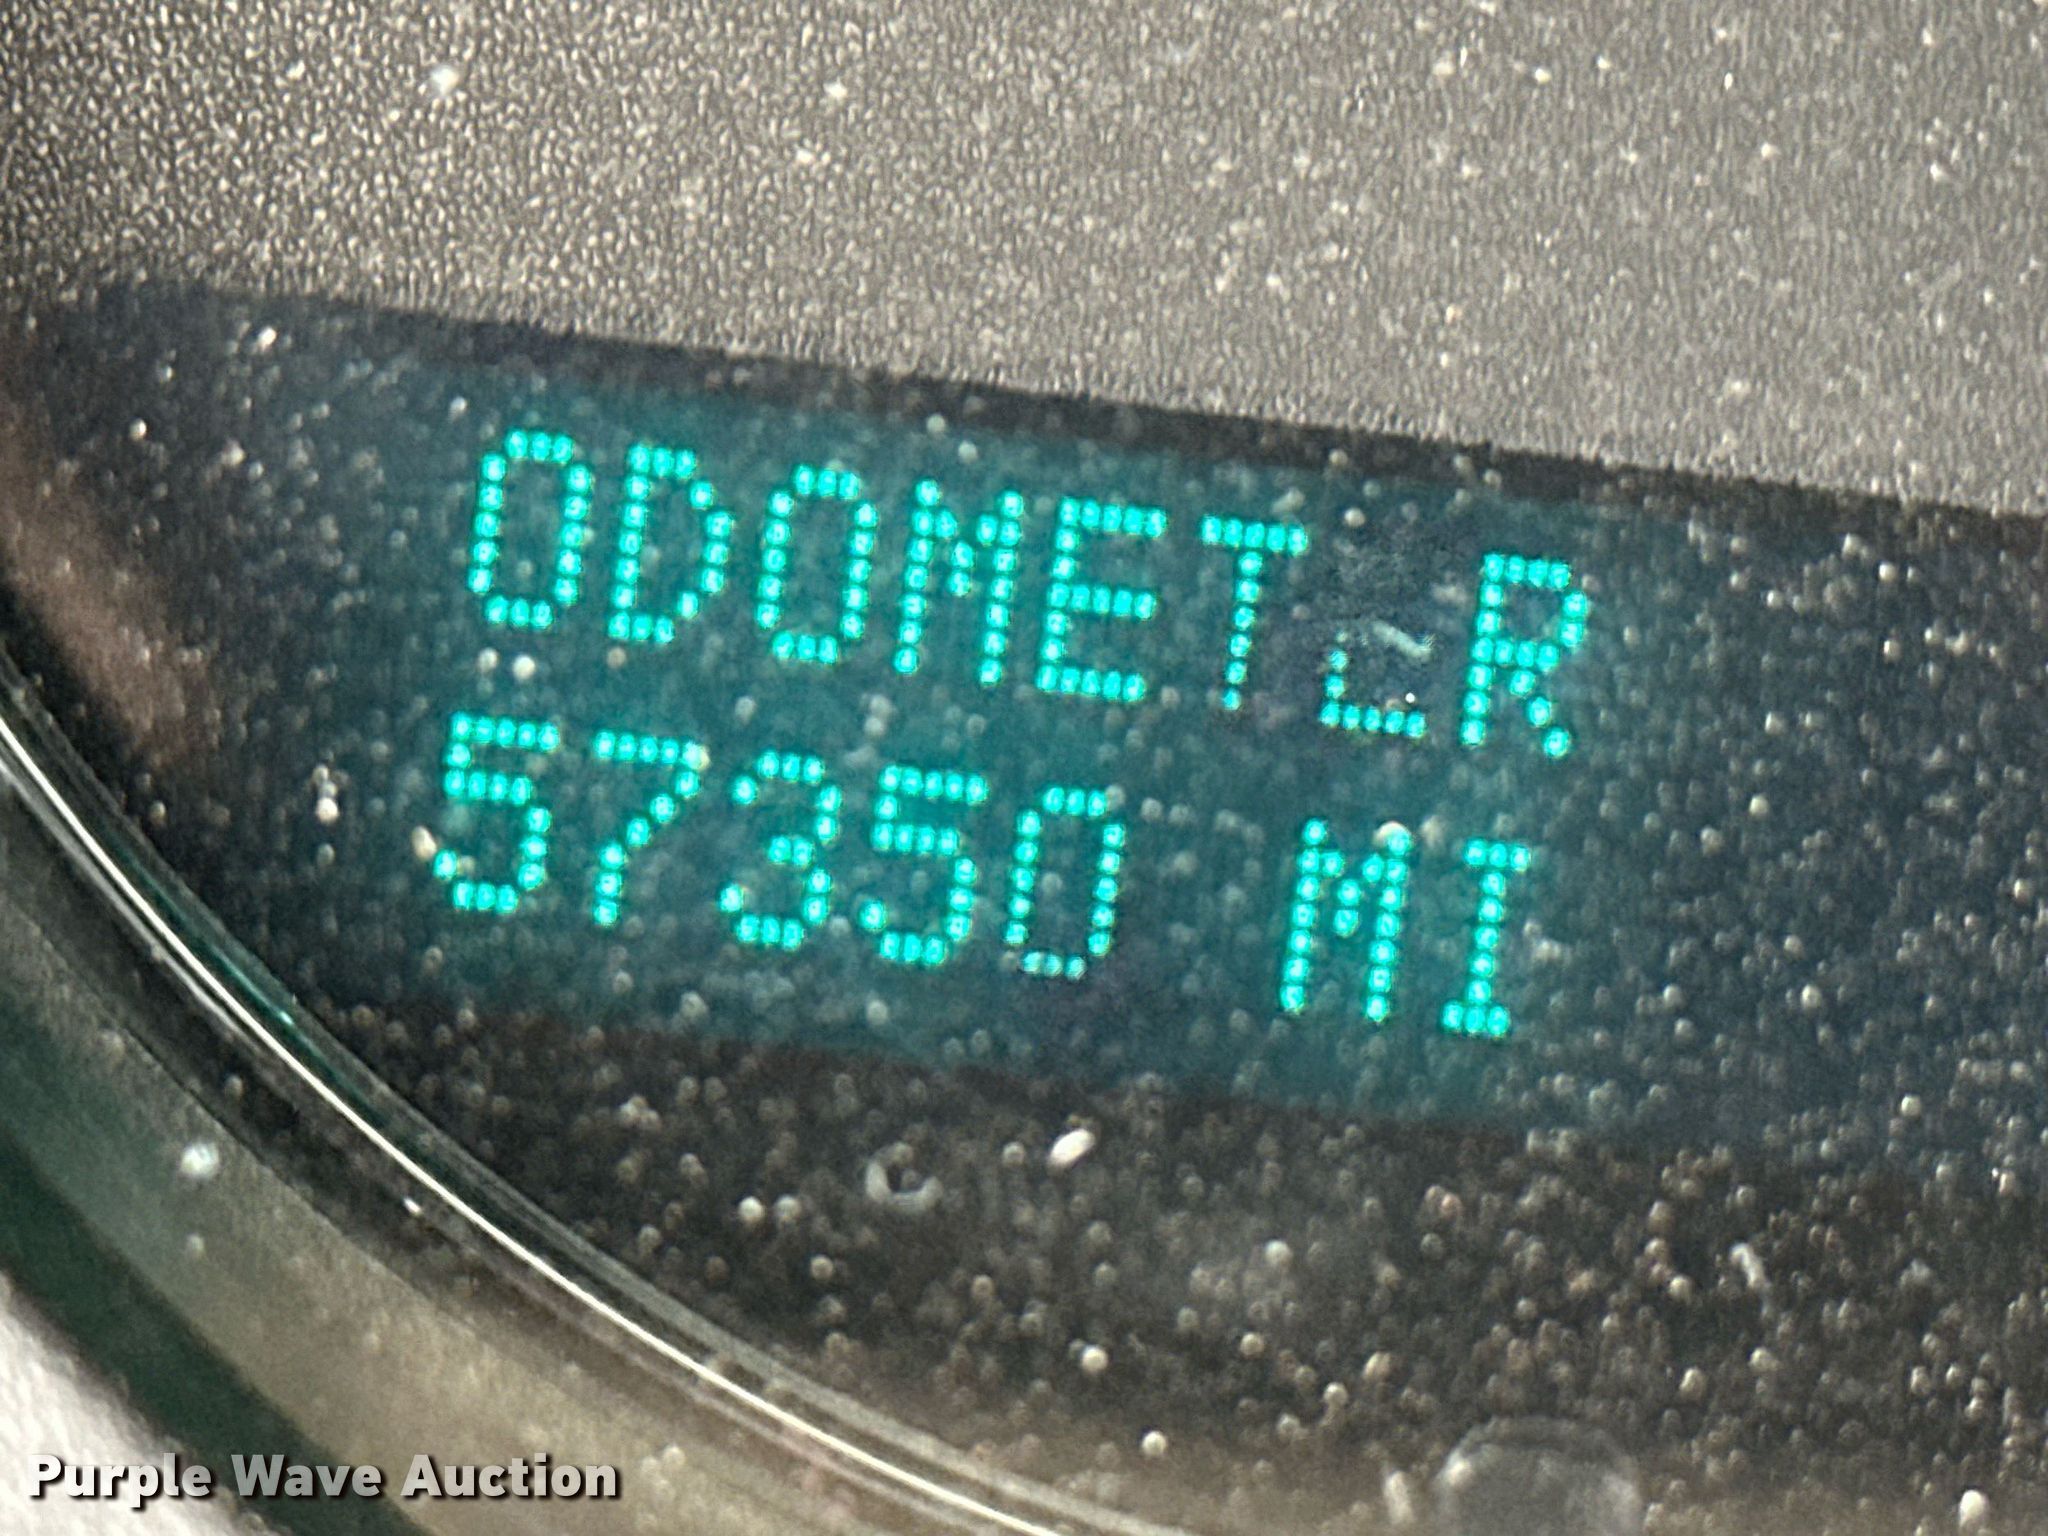 ODOMETER
57350 MI
Purple Wave Auction